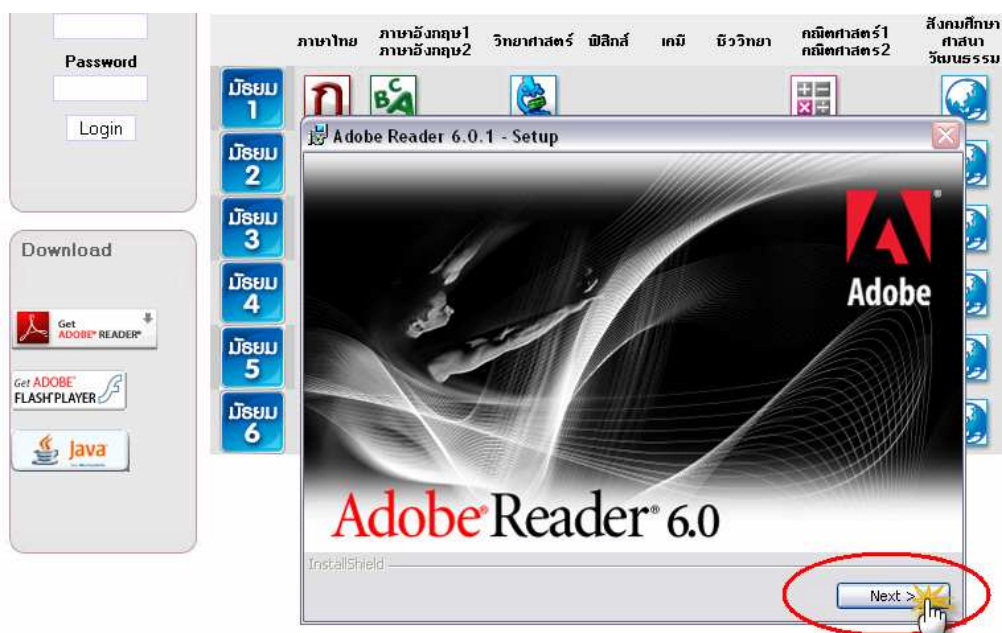 Password
Login
Download
Get
ADOBE® READER®
Get ADOBE®
FLASH® PLAYER
Java
ภาษาไทย
ภาษาอังกฤษ1
ภาษาอังกฤษ2
วิทยาศาสตร์
ฟิสิกส์
เคมี
ชีววิทยา
คณิตศาสตร์1
คณิตศาสตร2
สังคมศึกษา
ศาสนา
วัฒนธรรม
มัธยม
1
ก
ABC
มัธยม
2
มัธยม
3
มัธยม
4
มัธยม
5
มัธยม
6
Adobe Reader 6.0.1 - Setup
Adobe
Adobe® Reader® 6.0
InstallShield
Next >